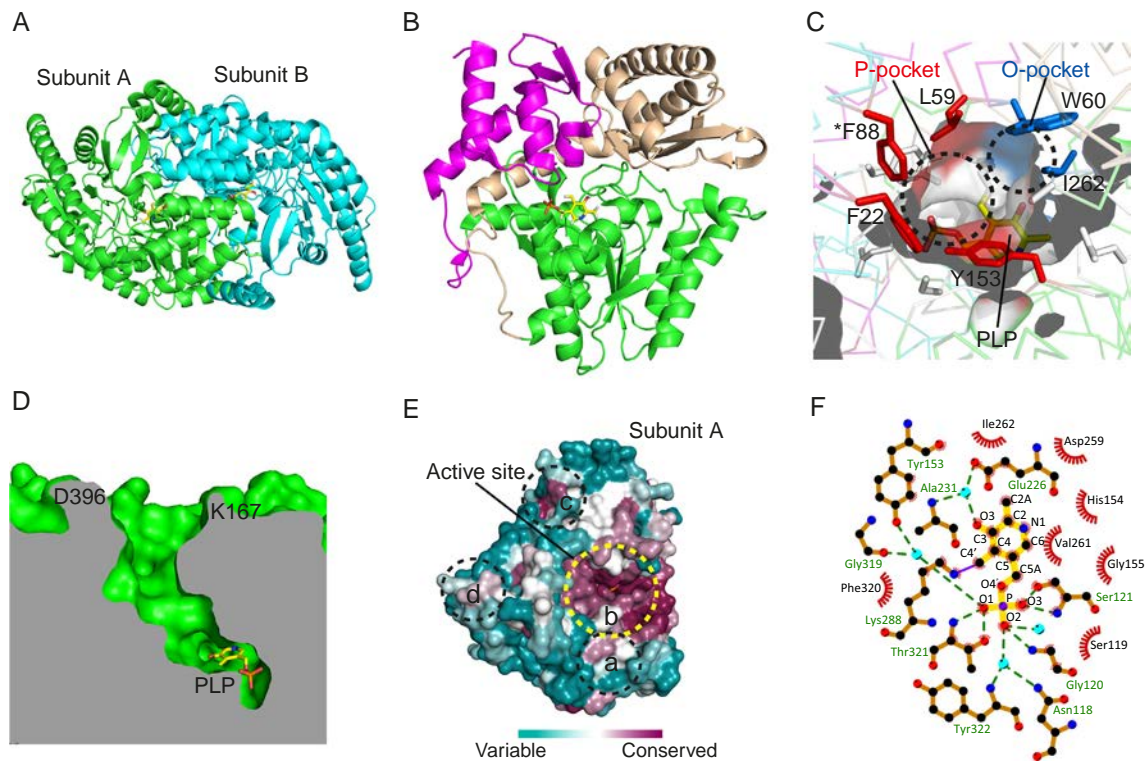 A
Subunit A
Subunit B
B
C
P-pocket
O-pocket
L59
W60
*F88
I262
F22
Y153
PLP
D
D396
K167
PLP
E
Subunit A
Active site
c
d
b
a
Variable
Conserved
F
Ile262
Asp259
Tyr153
Ala231
Glu226
C2A
His154
O3
C2
N1
C3
C4
C6
Val261
C4'
C5
Gly319
C5A
Gly155
Phe320
O4'
O1
P
O3
Ser121
Lys288
O2
Thr321
Ser119
Gly120
Asn118
Tyr322